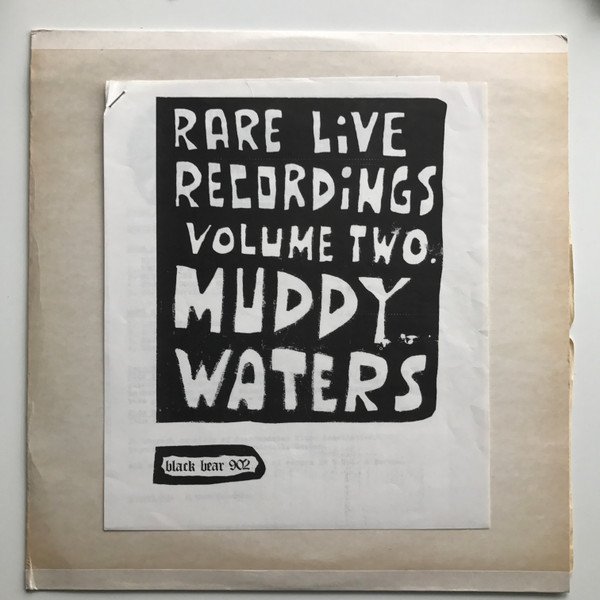 RARE LiVE
RECORDiNGS
VOLUME TWO.
MUDDY
WATERS
black bear 902